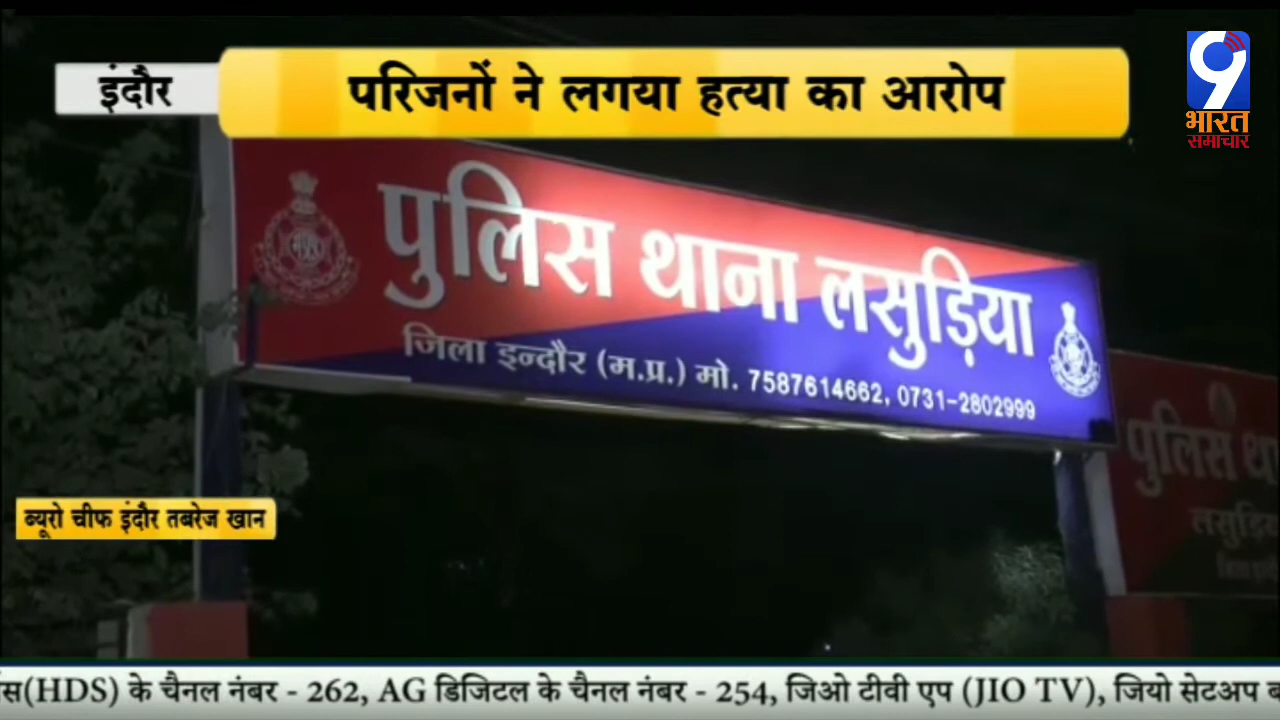 इंदौर
परिजनों ने लगया हत्या का आरोप
9
भारत
समाचार
पुलिस थाना लसुड़िया
जिला इन्दौर (म.प्र.) मो. 7587614662, 0731-2802999
पुलिस
ब्यूरो चीफ इंदौर तबरेज खान
(HDS) के चैनल नंबर - 262, AG डिजिटल के चैनल नंबर - 254, जिओ टीवी एप (JIO TV), जियो सेटअप